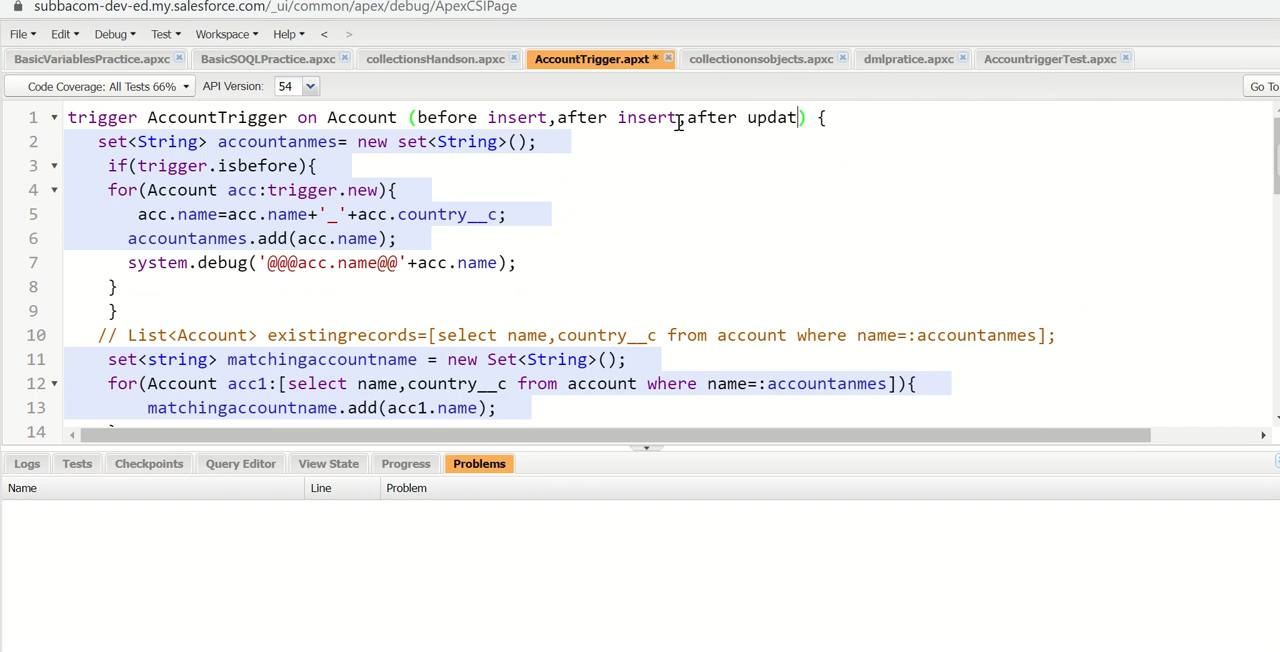 subbacom-dev-ed.my.salesforce.com/_ui/common/apex/debug/ApexCSIPage
File Edit Debug Test Workspace Help < >
BasicVariablesPractice.apxc BasicSOQLPractice.apxc collectionsHandson.apxc AccountTrigger.apxt * collectiononsobjects.apxc dmlpratice.apxc AccountriggerTest.apxc
Code Coverage: All Tests 66% API Version: 54 Go To
1 trigger AccountTrigger on Account (before insert,after insert,after updat) {
2 set<String> accountanmes= new set<String>();
3 if(trigger.isbefore){
4 for(Account acc:trigger.new){
5 acc.name=acc.name+'_'+acc.country__c;
6 accountanmes.add(acc.name);
7 system.debug('@@@acc.name@@'+acc.name);
8 }
9 }
10 // List<Account> existingrecords=[select name,country__c from account where name=:accountanmes];
11 set<string> matchingaccountname = new Set<String>();
12 for(Account acc1:[select name,country__c from account where name=:accountanmes]){
13 matchingaccountname.add(acc1.name);
14
Logs Tests Checkpoints Query Editor View State Progress Problems
Name Line Problem